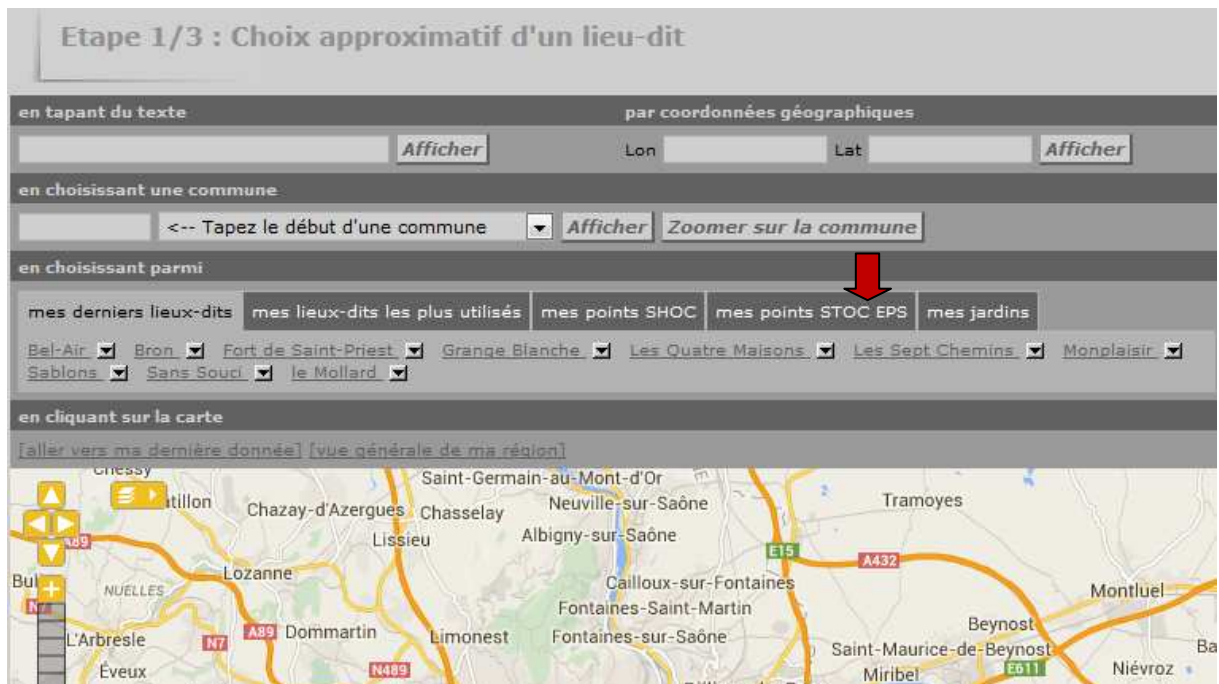 Etape 1/3 : Choix approximatif d'un lieu-dit
en tapant du texte par coordonnées géographiques
Afficher Lon Lat Afficher
en choisissant une commune
<-- Tapez le début d'une commune Afficher Zoomer sur la commune
en choisissant parmi
mes derniers lieux-dits mes lieux-dits les plus utilisés mes points SHOC mes points STOC EPS mes jardins
Bel-Air Bron Fort de Saint-Priest Grange Blanche Les Quatre Maisons Les Sept Chemins Monplaisir
Sablons Sans Souci le Mollard
en cliquant sur la carte
[aller vers ma dernière donnée] [vue générale de ma région]
Chessy Saint-Germain-au-Mont-d'Or
tillon Chazay-d'Azergues Chasselay Neuville-sur-Saône Tramoyes
A89 Lissieu Albigny-sur-Saône
E15 A432
Bul NUELLES Lozanne Cailloux-sur-Fontaines Montluel
Fontaines-Saint-Martin
L'Arbresle N7 A89 Dommartin Limonest Fontaines-sur-Saône Beynost
Saint-Maurice-de-Beynost Ba
Éveux N489 Miribel E611 Niévroz